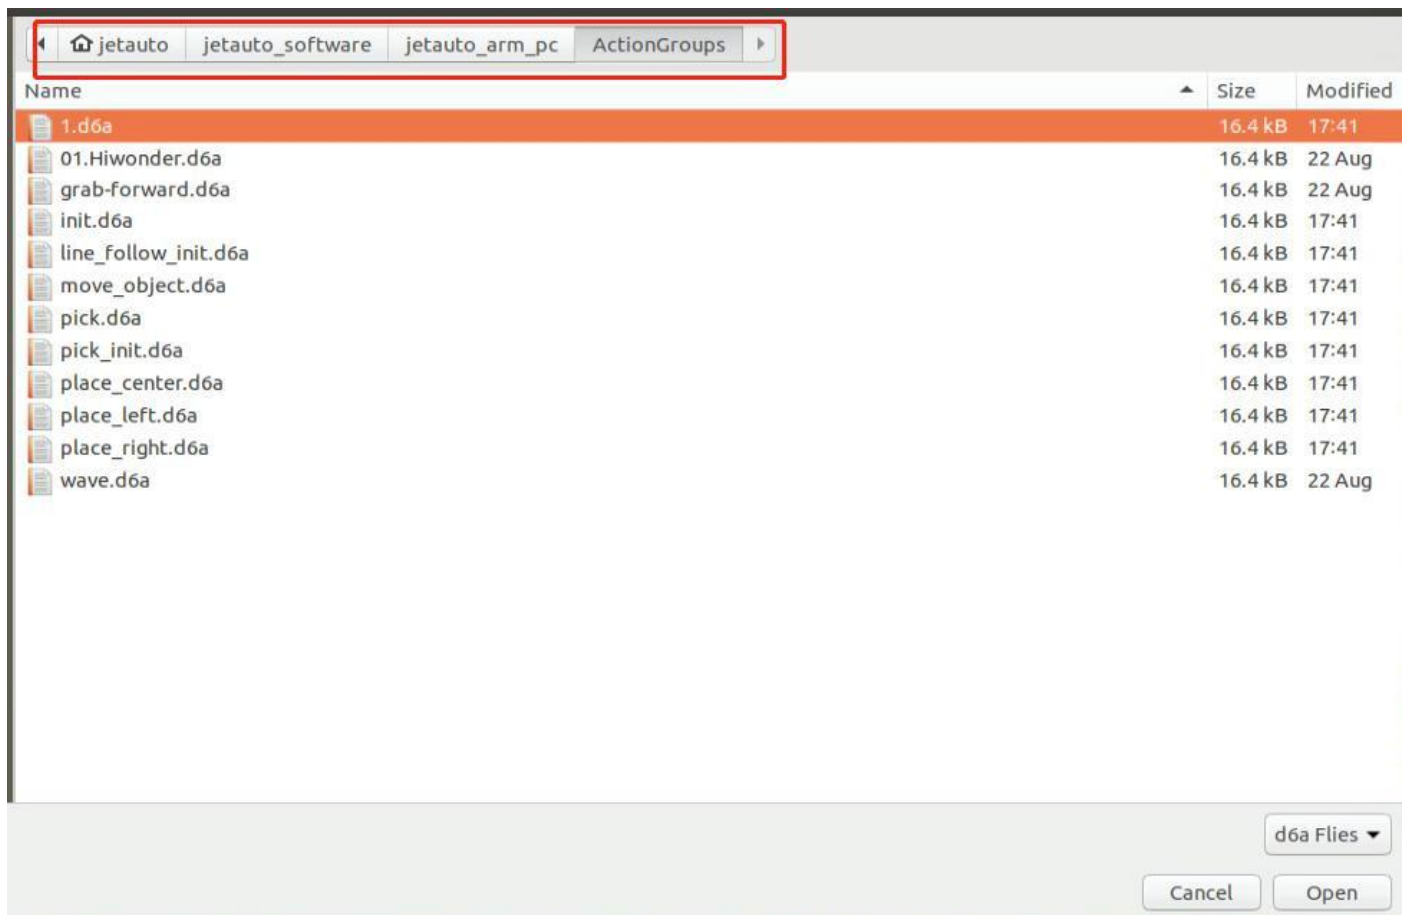 jetauto jetauto_software jetauto_arm_pc ActionGroups
Name Size Modified
1.d6a 16.4 kB 17:41
01.Hiwonder.d6a 16.4 kB 22 Aug
grab-forward.d6a 16.4 kB 22 Aug
init.d6a 16.4 kB 17:41
line_follow_init.d6a 16.4 kB 17:41
move_object.d6a 16.4 kB 17:41
pick.d6a 16.4 kB 17:41
pick_init.d6a 16.4 kB 17:41
place_center.d6a 16.4 kB 17:41
place_left.d6a 16.4 kB 17:41
place_right.d6a 16.4 kB 17:41
wave.d6a 16.4 kB 22 Aug
d6a Flies
Cancel Open